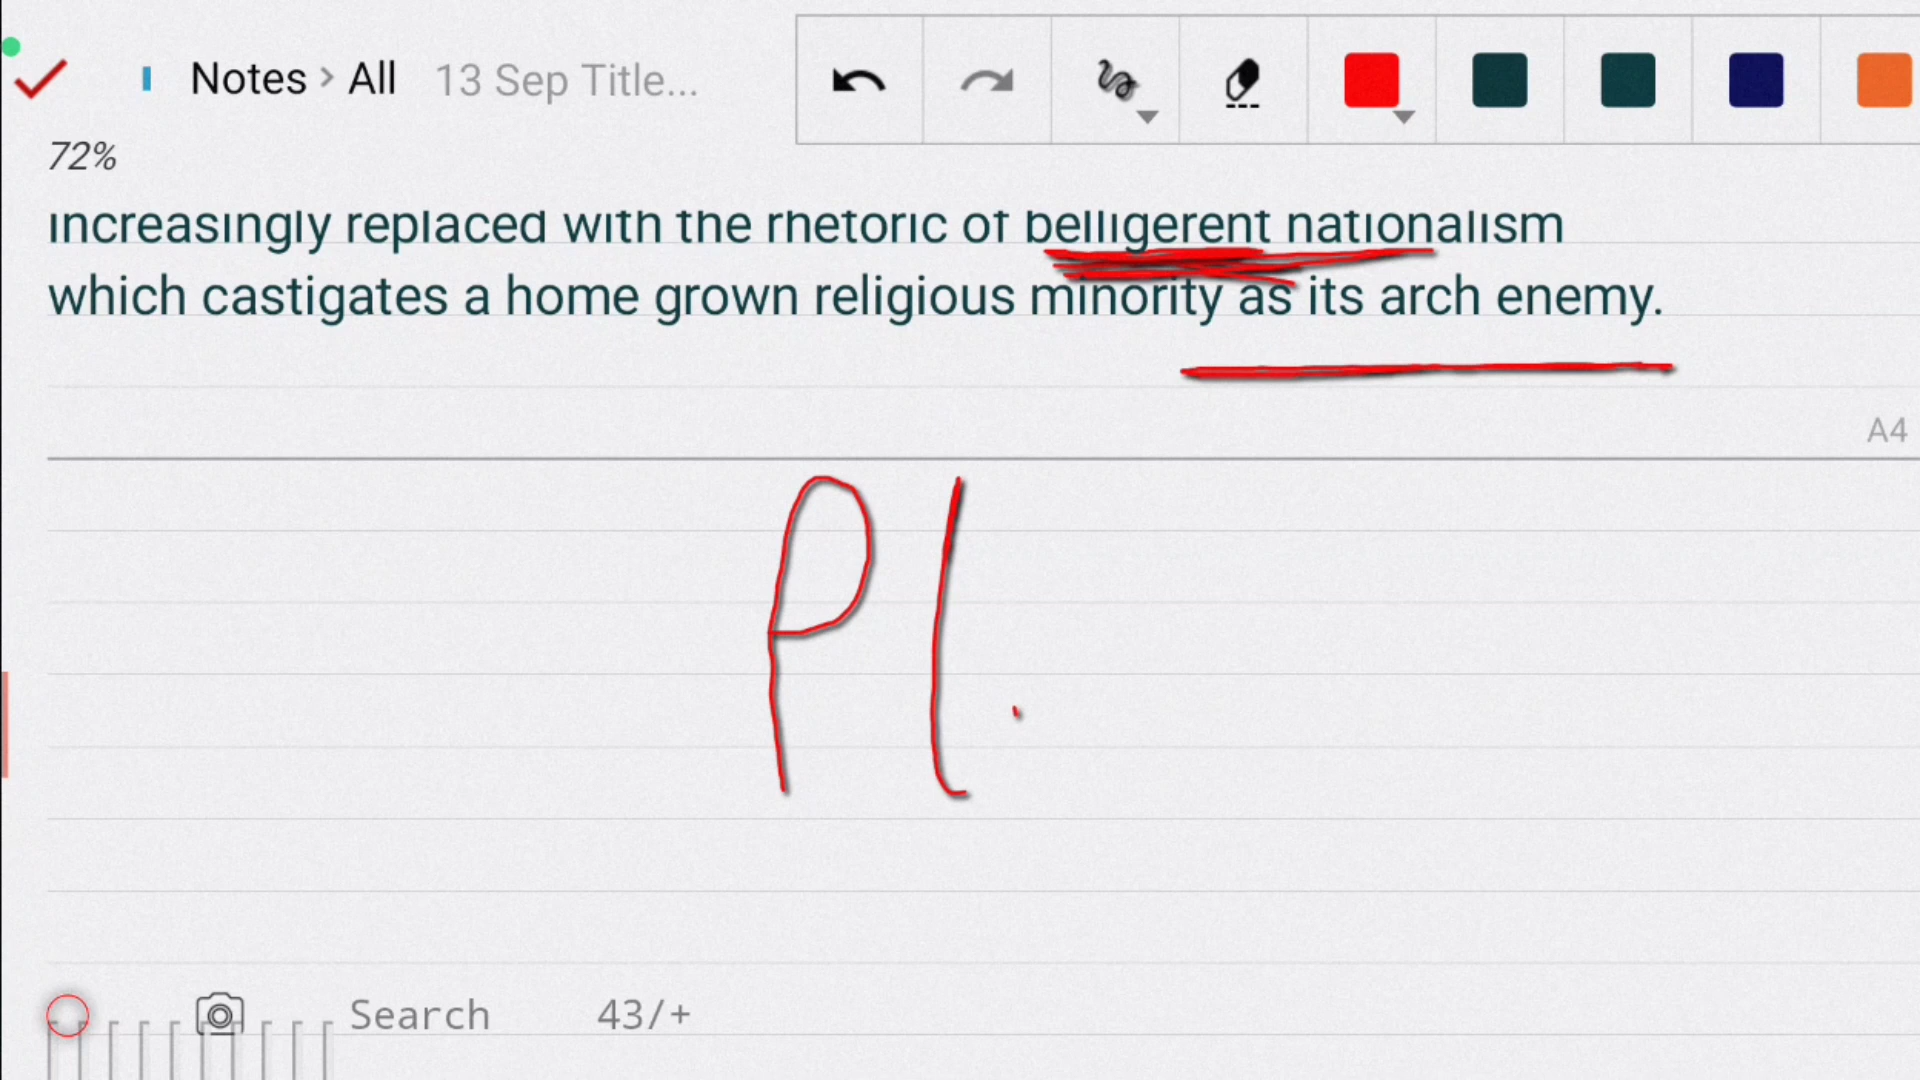 Notes > All 13 Sep Title...
72%
increasingly replaced with the rhetoric of belligerent nationalism
which castigates a home grown religious minority as its arch enemy.
A4
Pl.
Search 43/+